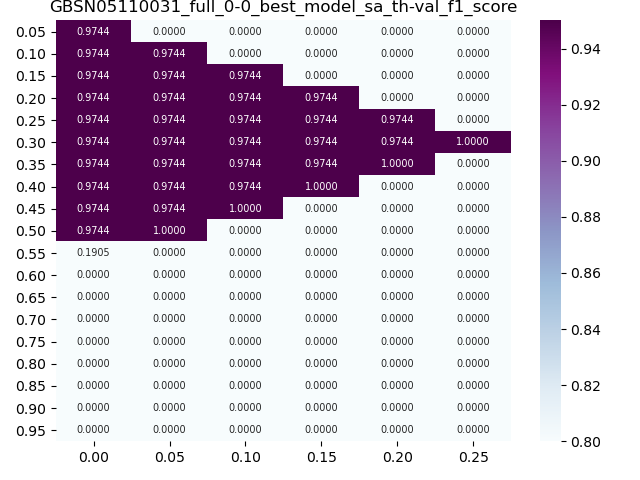 GBSN05110031_full_0-0_best_model_sa_th-val_f1_score
0.05 0.9744 0.0000 0.0000 0.0000 0.0000 0.0000
0.10 0.9744 0.9744 0.0000 0.0000 0.0000 0.0000
0.15 0.9744 0.9744 0.9744 0.0000 0.0000 0.0000
0.20 0.9744 0.9744 0.9744 0.9744 0.0000 0.0000
0.25 0.9744 0.9744 0.9744 0.9744 0.9744 0.0000
0.30 0.9744 0.9744 0.9744 0.9744 0.9744 1.0000
0.35 0.9744 0.9744 0.9744 0.9744 1.0000 0.0000
0.40 0.9744 0.9744 0.9744 1.0000 0.0000 0.0000
0.45 0.9744 0.9744 1.0000 0.0000 0.0000 0.0000
0.50 0.9744 1.0000 0.0000 0.0000 0.0000 0.0000
0.55 0.1905 0.0000 0.0000 0.0000 0.0000 0.0000
0.60 0.0000 0.0000 0.0000 0.0000 0.0000 0.0000
0.65 0.0000 0.0000 0.0000 0.0000 0.0000 0.0000
0.70 0.0000 0.0000 0.0000 0.0000 0.0000 0.0000
0.75 0.0000 0.0000 0.0000 0.0000 0.0000 0.0000
0.80 0.0000 0.0000 0.0000 0.0000 0.0000 0.0000
0.85 0.0000 0.0000 0.0000 0.0000 0.0000 0.0000
0.90 0.0000 0.0000 0.0000 0.0000 0.0000 0.0000
0.95 0.0000 0.0000 0.0000 0.0000 0.0000 0.0000
0.00 0.05 0.10 0.15 0.20 0.25
0.94
0.92
0.90
0.88
0.86
0.84
0.82
0.80